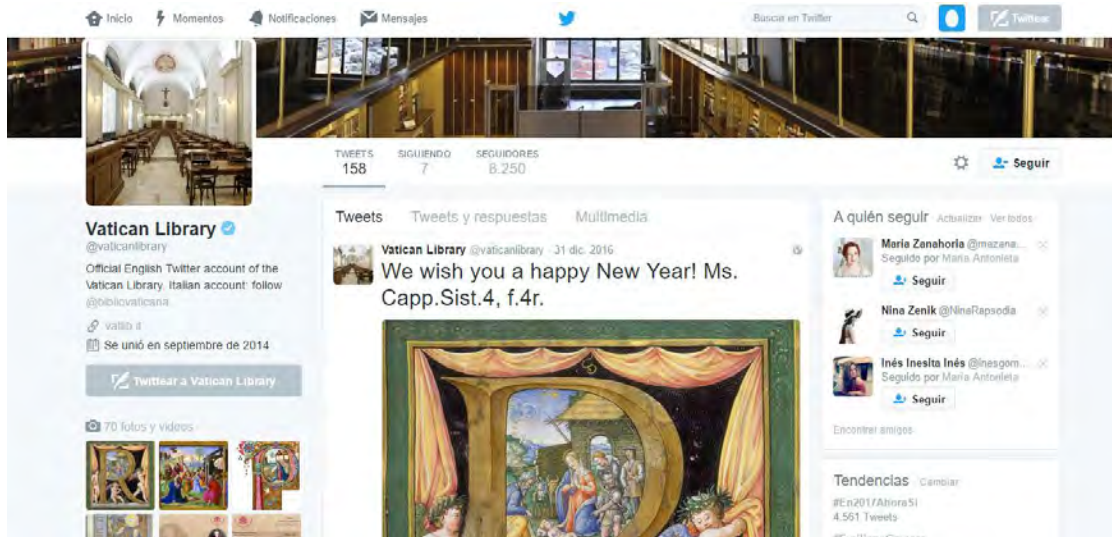 Inicio Momentos Notificaciones Mensajes Buscar en Twitter Twittear
TWEETS SIGUIENDO SEGUIDORES
158 7 8.250
Seguir
Vatican Library
@vaticanlibrary
Official English Twitter account of the
Vatican Library. Italian account: follow
@bibliovaticana
vatlib.it
Se unió en septiembre de 2014
Twittear a Vatican Library
70 fotos y videos
Tweets Tweets y respuestas Multimedia
Vatican Library @vaticanlibrary · 31 dic. 2016
We wish you a happy New Year! Ms.
Capp.Sist.4, f.4r.
R
A quién seguir · Actualizar · Ver todos
Maria Zanahoria @mazana...
Seguido por María Antonieta
Seguir
Nina Zenik @NinaRapsodia
Seguir
Inés Inesita Inés @inesgom...
Seguido por María Antonieta
Seguir
Encontrar amigos
Tendencias · Cambiar
#En2017AhoraSi
4.561 Tweets